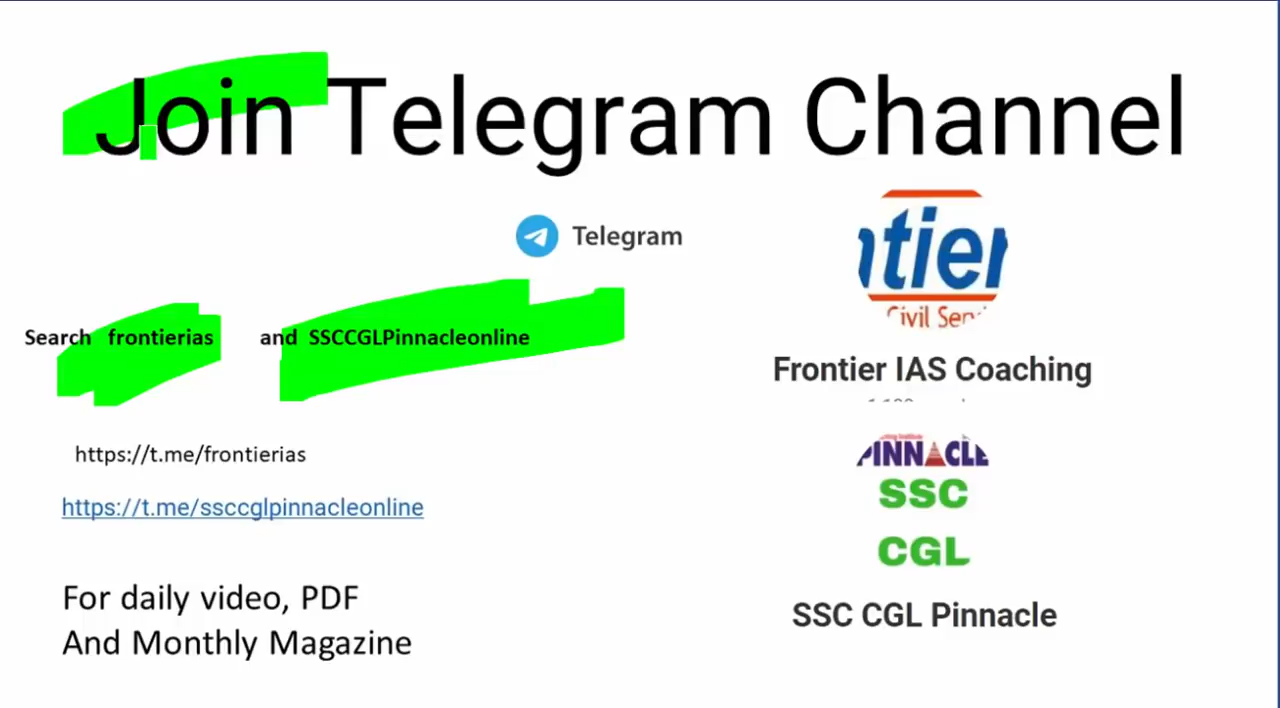 Join Telegram Channel
Telegram
ntier
Civil Serv
Search frontierias and SSCCGLPinnacleonline
Frontier IAS Coaching
https://t.me/frontierias
PINNACLE
SSC
https://t.me/ssccglpinnacleonline
CGL
For daily video, PDF
SSC CGL Pinnacle
And Monthly Magazine